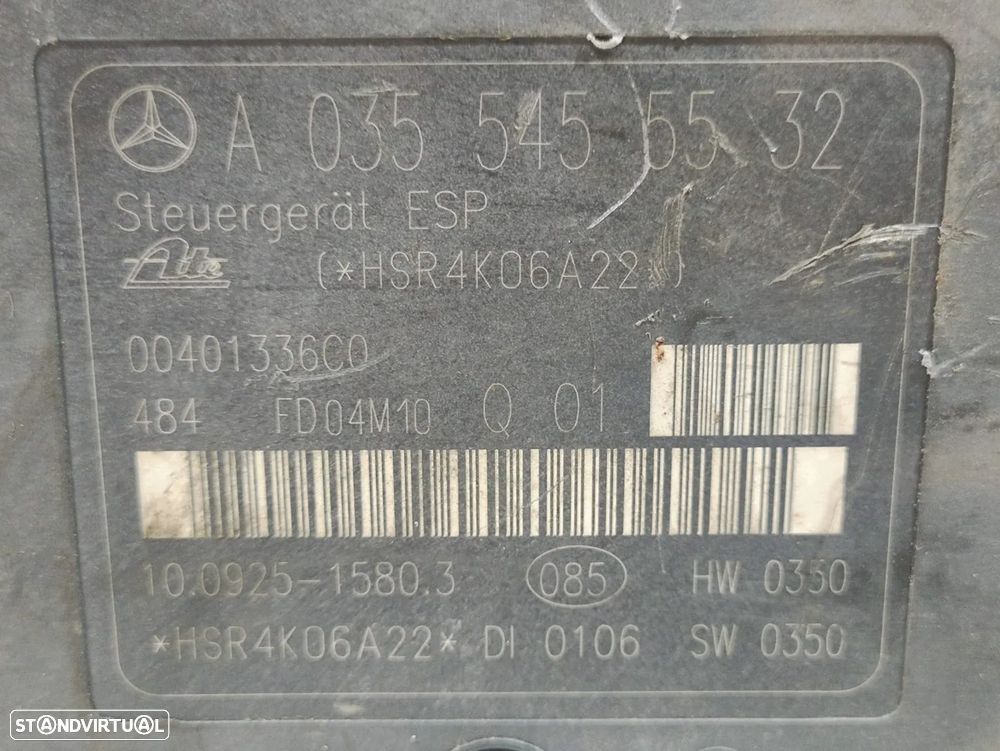 A 035 545 55 32
Steuergerät ESP
Ate (*HSR4K06A22*)
00401336C0
484 FD04M10 Q 01
10.0925-1580.3 085 HW 0350
*HSR4K06A22* DI 0106 SW 0350
STANDVIRTUAL